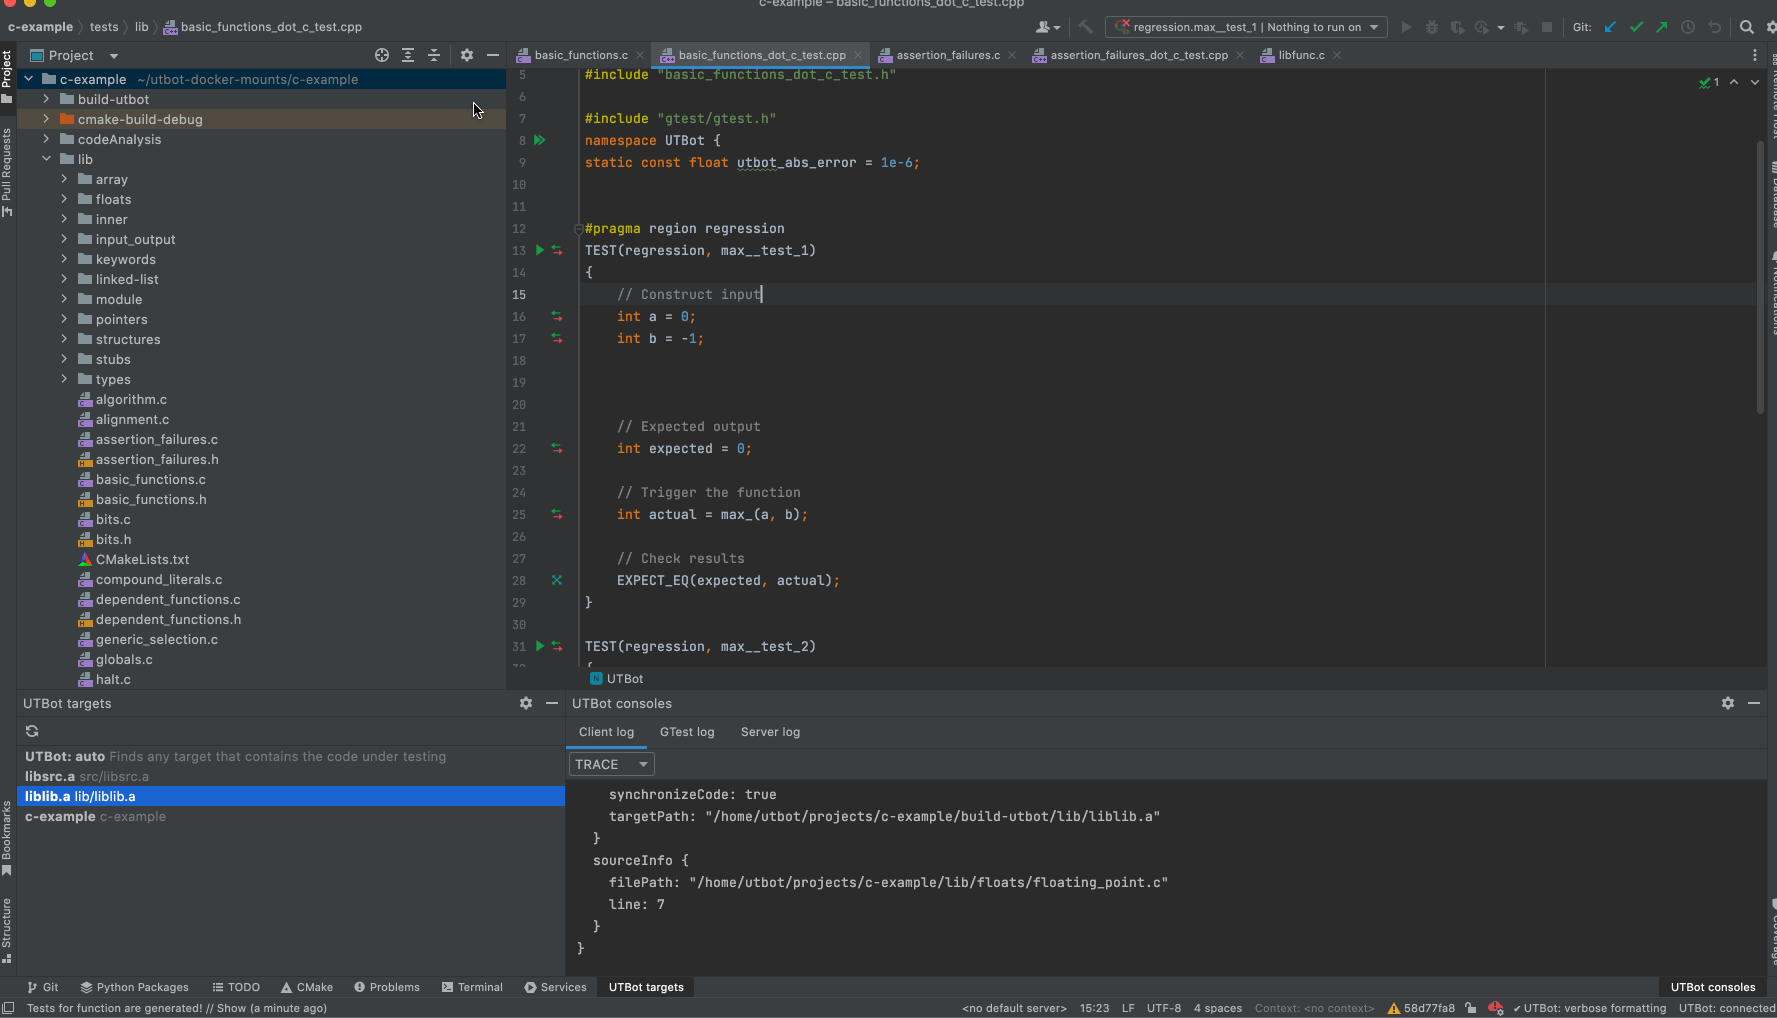 c-example – basic_functions_dot_c_test.cpp
c-example tests lib basic_functions_dot_c_test.cpp
regression.max__test_1 | Nothing to run on
Git:
Project
Pull Requests
Bookmarks
Structure
Project
c-example ~/utbot-docker-mounts/c-example
build-utbot
cmake-build-debug
codeAnalysis
lib
array
floats
inner
input_output
keywords
linked-list
module
pointers
structures
stubs
types
algorithm.c
alignment.c
assertion_failures.c
assertion_failures.h
basic_functions.c
basic_functions.h
bits.c
bits.h
CMakeLists.txt
compound_literals.c
dependent_functions.c
dependent_functions.h
generic_selection.c
globals.c
halt.c
basic_functions.c basic_functions_dot_c_test.cpp assertion_failures.c assertion_failures_dot_c_test.cpp libfunc.c
1
5 #include "basic_functions_dot_c_test.h"
6
7 #include "gtest/gtest.h"
8 namespace UTBot {
9 static const float utbot_abs_error = 1e-6;
10
11
12 #pragma region regression
13 TEST(regression, max__test_1)
14 {
15 // Construct input
16 int a = 0;
17 int b = -1;
18
19
20
21 // Expected output
22 int expected = 0;
23
24 // Trigger the function
25 int actual = max_(a, b);
26
27 // Check results
28 EXPECT_EQ(expected, actual);
29 }
30
31 TEST(regression, max__test_2)
{
UTBot
Database
Notifications
Coverage
UTBot targets
UTBot: auto Finds any target that contains the code under testing
libsrc.a src/libsrc.a
liblib.a lib/liblib.a
c-example c-example
UTBot consoles
Client log GTest log Server log
TRACE
synchronizeCode: true
targetPath: "/home/utbot/projects/c-example/build-utbot/lib/liblib.a"
}
sourceInfo {
filePath: "/home/utbot/projects/c-example/lib/floats/floating_point.c"
line: 7
}
}
Git Python Packages TODO CMake Problems Terminal Services UTBot targets UTBot consoles
Tests for function are generated! // Show (a minute ago) <no default server> 15:23 LF UTF-8 4 spaces Context: <no context> 58d77fa8 ✔UTBot: verbose formatting UTBot: connected